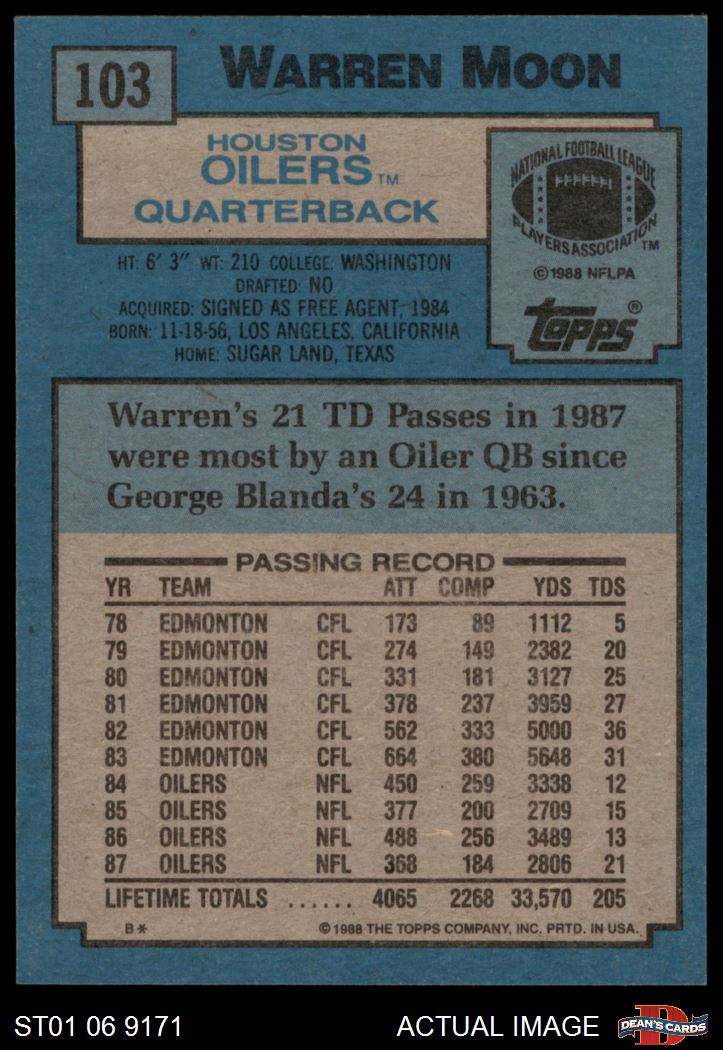 103
WARREN MOON
HOUSTON
OILERS TM
QUARTERBACK
NATIONAL FOOTBALL LEAGUE
PLAYERS ASSOCIATION TM
©1988 NFLPA
topps®
HT: 6' 3" WT: 210 COLLEGE: WASHINGTON
DRAFTED: NO
ACQUIRED: SIGNED AS FREE AGENT, 1984
BORN: 11-18-56, LOS ANGELES, CALIFORNIA
HOME: SUGAR LAND, TEXAS
Warren's 21 TD Passes in 1987
were most by an Oiler QB since
George Blanda's 24 in 1963.
PASSING RECORD
YR TEAM ATT COMP YDS TDS
78 EDMONTON CFL 173 89 1112 5
79 EDMONTON CFL 274 149 2382 20
80 EDMONTON CFL 331 181 3127 25
81 EDMONTON CFL 378 237 3959 27
82 EDMONTON CFL 562 333 5000 36
83 EDMONTON CFL 664 380 5648 31
84 OILERS NFL 450 259 3338 12
85 OILERS NFL 377 200 2709 15
86 OILERS NFL 488 256 3489 13
87 OILERS NFL 368 184 2806 21
LIFETIME TOTALS ...... 4065 2268 33,570 205
B* ©1988 THE TOPPS COMPANY, INC. PRTD. IN USA.
ST01 06 9171 ACTUAL IMAGE DEAN'S CARDS